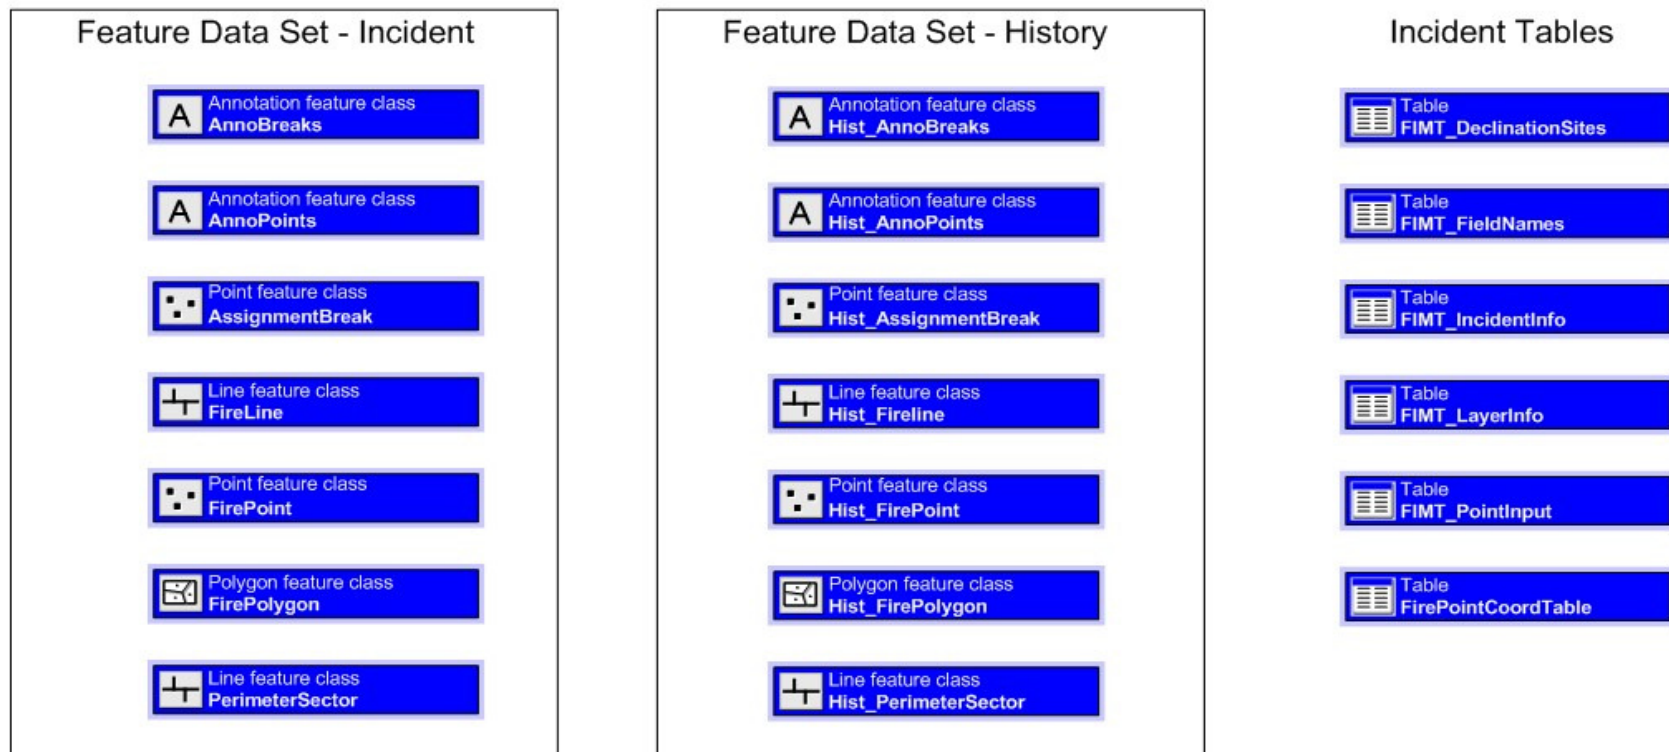 Feature Data Set - Incident
A
Annotation feature class
AnnoBreaks
A
Annotation feature class
AnnoPoints
Point feature class
AssignmentBreak
Line feature class
FireLine
Point feature class
FirePoint
Polygon feature class
FirePolygon
Line feature class
PerimeterSector
Feature Data Set - History
A
Annotation feature class
Hist_AnnoBreaks
A
Annotation feature class
Hist_AnnoPoints
Point feature class
Hist_AssignmentBreak
Line feature class
Hist_Fireline
Point feature class
Hist_FirePoint
Polygon feature class
Hist_FirePolygon
Line feature class
Hist_PerimeterSector
Incident Tables
Table
FIMT_DeclinationSites
Table
FIMT_FieldNames
Table
FIMT_IncidentInfo
Table
FIMT_LayerInfo
Table
FIMT_PointInput
Table
FirePointCoordTable